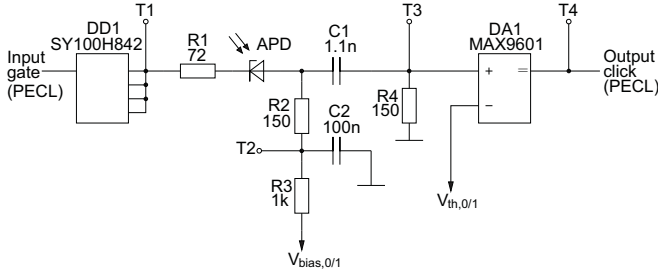 DD1
SY100H842
T1
Input
gate
(PECL)
R1
72
APD
C1
1.1n
T3
DA1
MAX9601
T4
+
=
−
Output
click
(PECL)
R2
150
C2
100n
R4
150
T2
R3
1k
Vth,0/1
Vbias,0/1